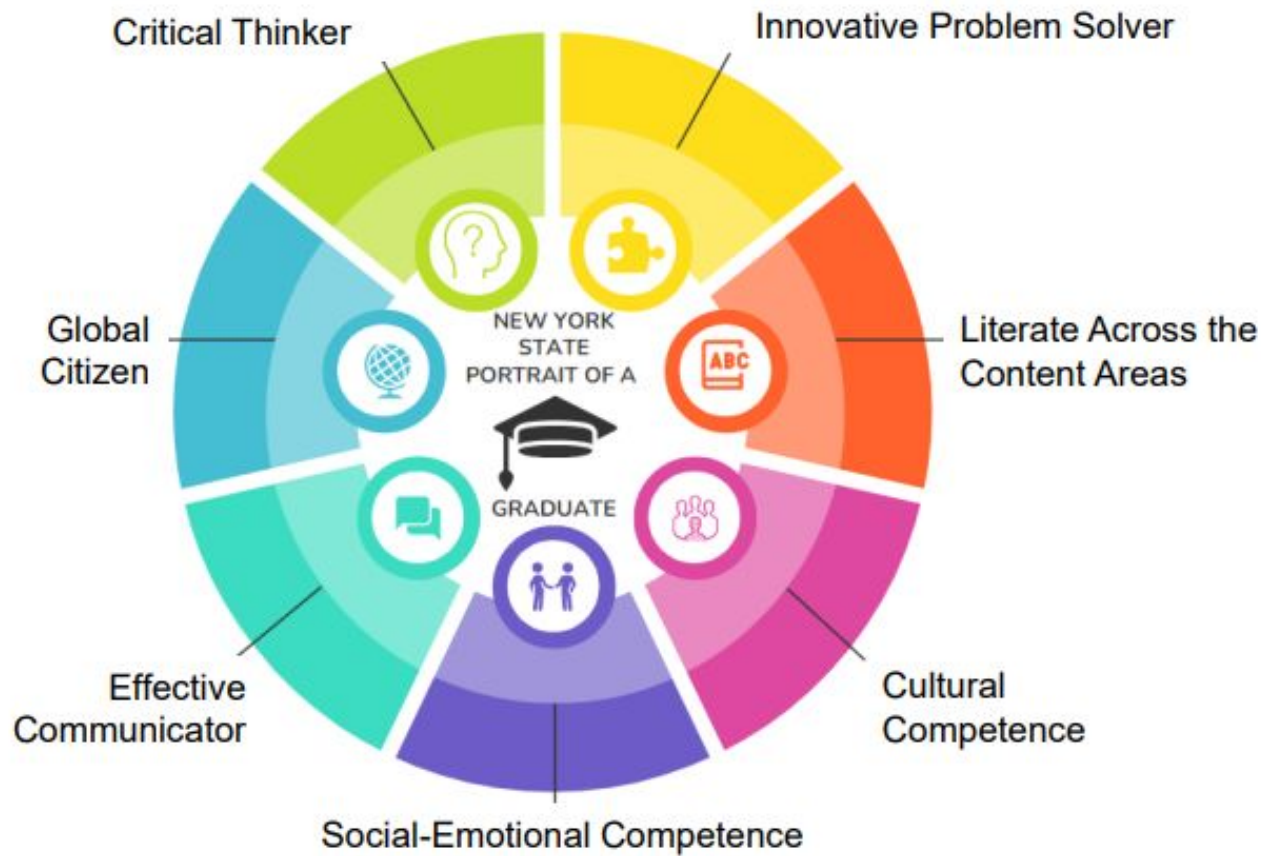 Critical Thinker
Innovative Problem Solver
?
NEW YORK
STATE
PORTRAIT OF A
GRADUATE
Global
Citizen
ABC
Literate Across the
Content Areas
Effective
Communicator
Cultural
Competence
Social-Emotional Competence